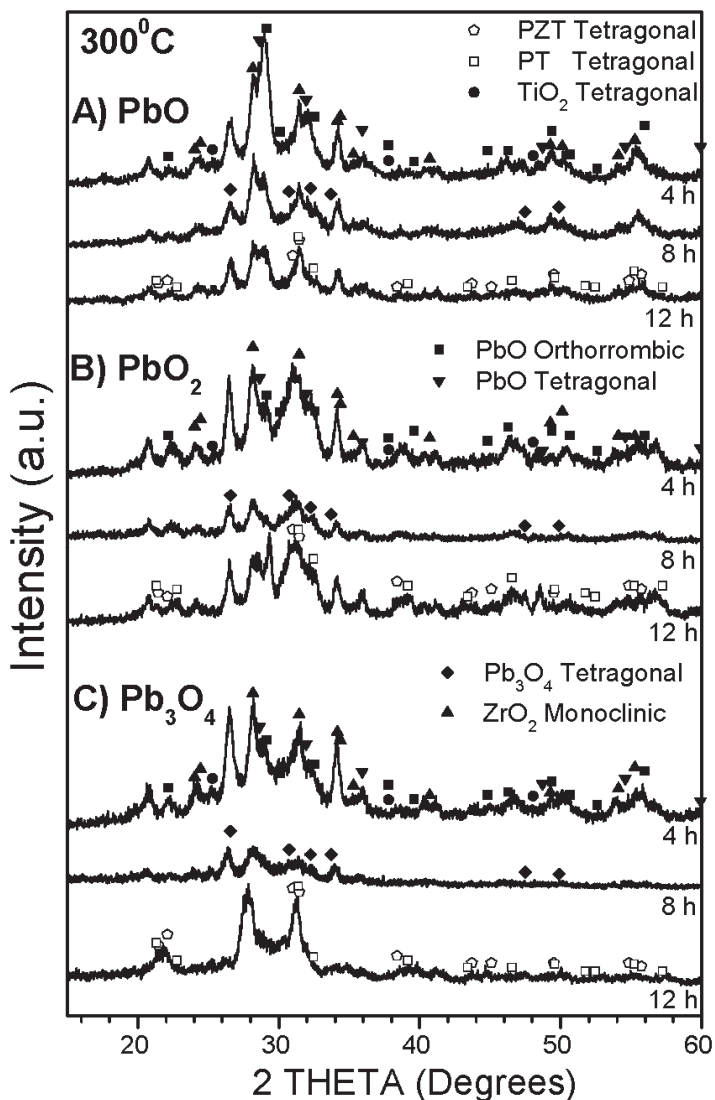 300⁰C
PZT Tetragonal
PT Tetragonal
TiO₂ Tetragonal
A) PbO
4 h
8 h
12 h
B) PbO₂
PbO Orthorrombic
PbO Tetragonal
4 h
8 h
12 h
C) Pb₃O₄
Pb₃O₄ Tetragonal
ZrO₂ Monoclinic
4 h
8 h
12 h
Intensity (a.u.)
20 30 40 50 60
2 THETA (Degrees)